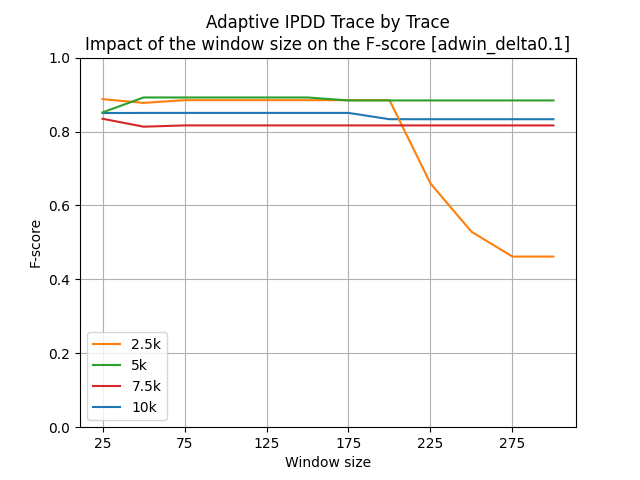 Adaptive IPDD Trace by Trace
Impact of the window size on the F-score [adwin_delta0.1]
1.0
0.8
0.6
0.4
0.2
0.0
F-score
2.5k
5k
7.5k
10k
25
75
125
175
225
275
Window size